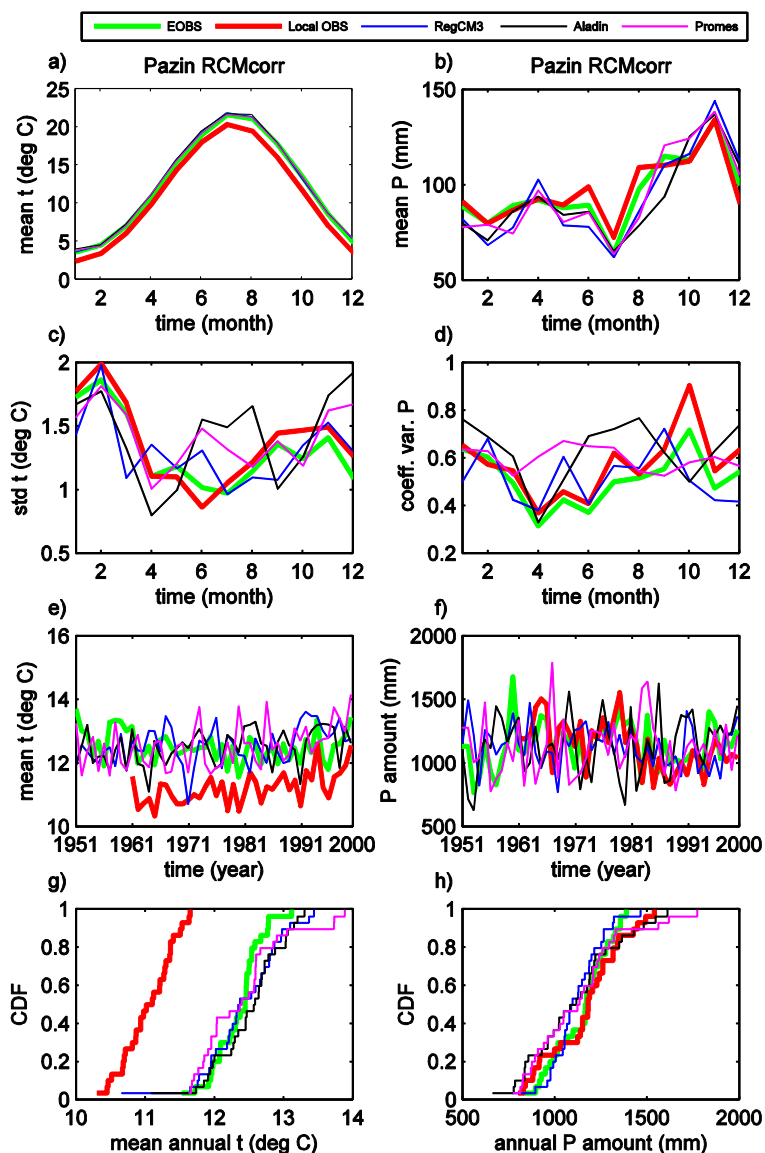 EOBS Local OBS RegCM3 Aladin Promes
a) Pazin RCMcorr
25
20
15
10
5
0
mean t (deg C)
2 4 6 8 10 12
time (month)
b) Pazin RCMcorr
150
100
50
mean P (mm)
2 4 6 8 10 12
time (month)
c)
2
1.5
1
0.5
std t (deg C)
2 4 6 8 10 12
time (month)
d)
1
0.8
0.6
0.4
0.2
coeff. var. P
2 4 6 8 10 12
time (month)
e)
16
14
12
10
mean t (deg C)
1951 1961 1971 1981 1991 2000
time (year)
f)
2000
1500
1000
500
P amount (mm)
1951 1961 1971 1981 1991 2000
time (year)
g)
1
0.8
0.6
0.4
0.2
0
CDF
10 11 12 13 14
mean annual t (deg C)
h)
1
0.8
0.6
0.4
0.2
0
CDF
500 1000 1500 2000
annual P amount (mm)